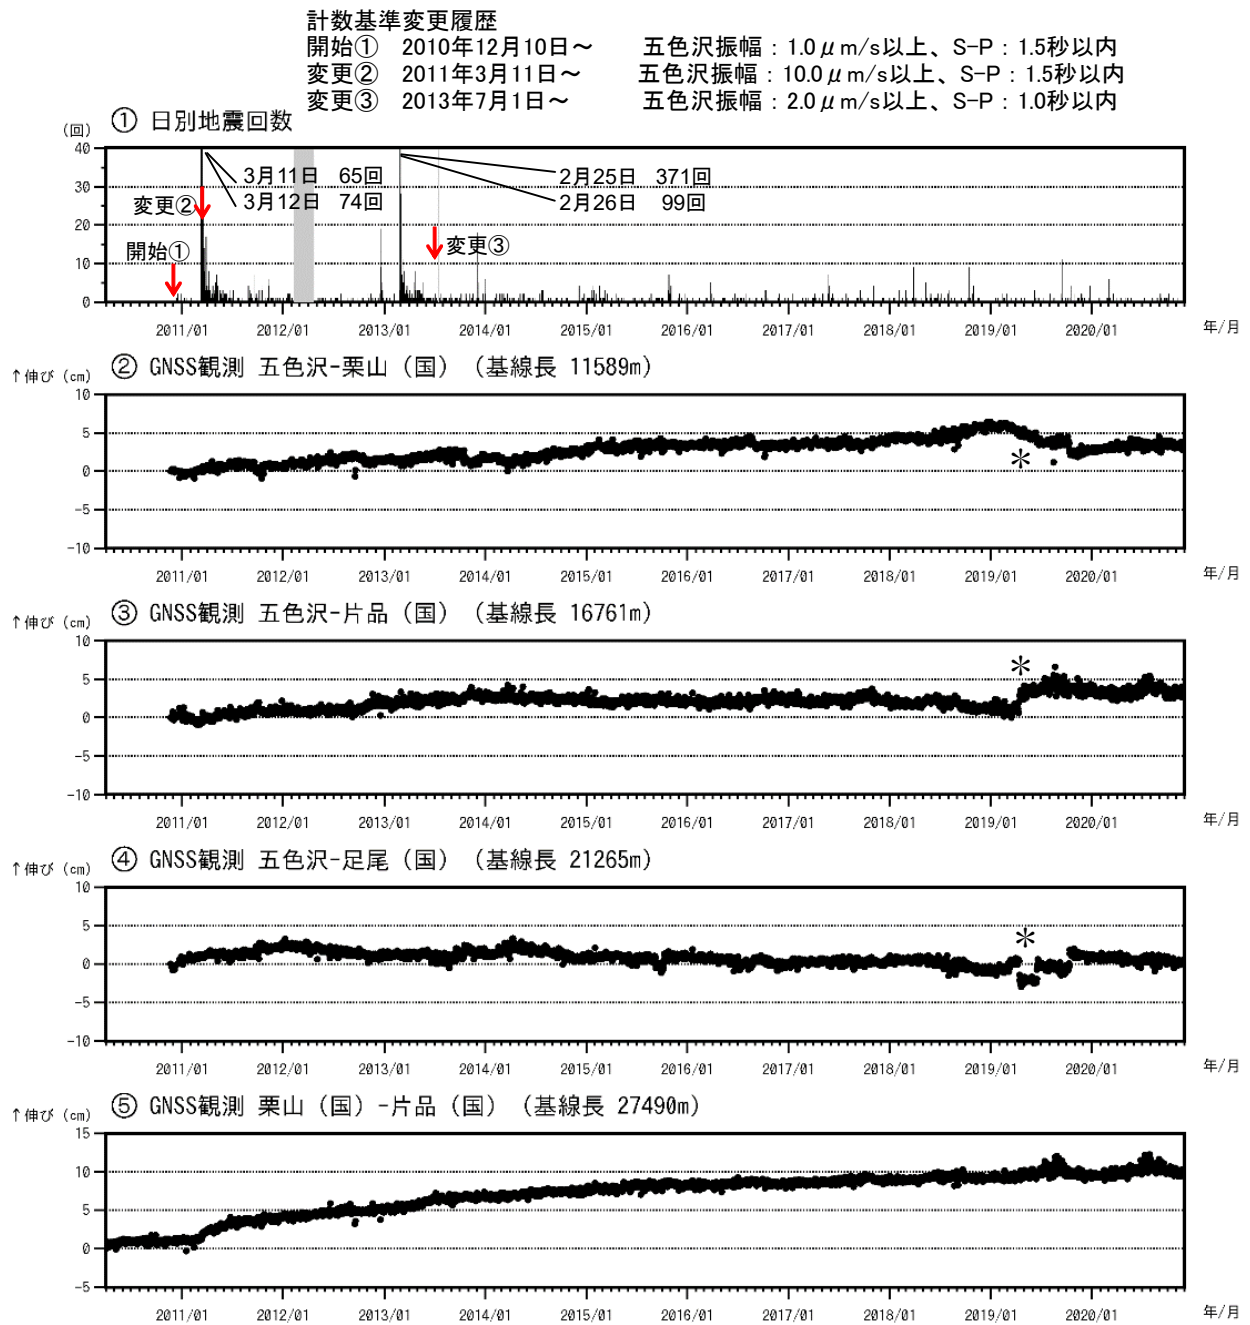 計数基準変更履歴
開始① 2010年12月10日～ 五色沢振幅：1.0μm/s以上、S-P：1.5秒以内
変更② 2011年3月11日～ 五色沢振幅：10.0μm/s以上、S-P：1.5秒以内
変更③ 2013年7月1日～ 五色沢振幅：2.0μm/s以上、S-P：1.0秒以内
(回) ① 日別地震回数
40
30
20
10
0
3月11日 65回
3月12日 74回
2月25日 371回
2月26日 99回
変更②
開始①
変更③
2011/01 2012/01 2013/01 2014/01 2015/01 2016/01 2017/01 2018/01 2019/01 2020/01 年/月
↑伸び(cm) ② GNSS観測 五色沢-栗山（国）（基線長 11589m）
10
5
0
-5
-10
＊
2011/01 2012/01 2013/01 2014/01 2015/01 2016/01 2017/01 2018/01 2019/01 2020/01 年/月
↑伸び(cm) ③ GNSS観測 五色沢-片品（国）（基線長 16761m）
10
5
0
-5
-10
＊
2011/01 2012/01 2013/01 2014/01 2015/01 2016/01 2017/01 2018/01 2019/01 2020/01 年/月
↑伸び(cm) ④ GNSS観測 五色沢-足尾（国）（基線長 21265m）
10
5
0
-5
-10
＊
2011/01 2012/01 2013/01 2014/01 2015/01 2016/01 2017/01 2018/01 2019/01 2020/01 年/月
↑伸び(cm) ⑤ GNSS観測 栗山（国）-片品（国）（基線長 27490m）
15
10
5
0
-5
2011/01 2012/01 2013/01 2014/01 2015/01 2016/01 2017/01 2018/01 2019/01 2020/01 年/月